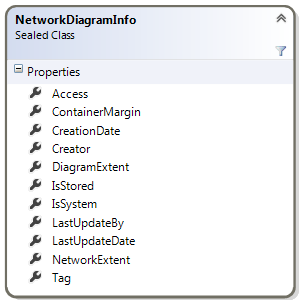 NetworkDiagramInfo
Sealed Class
Properties
Access
ContainerMargin
CreationDate
Creator
DiagramExtent
IsStored
IsSystem
LastUpdateBy
LastUpdateDate
NetworkExtent
Tag